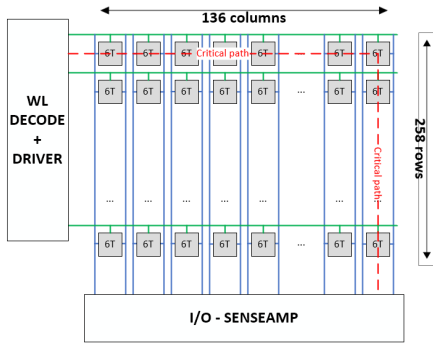 136 columns
6T 6T 6T 6T 6T 6T 6T
Critical path
6T 6T 6T 6T 6T ... 6T 6T
WL
DECODE
+
DRIVER
Critical path
258 rows
... ... ... ... ... ... ...
6T 6T 6T 6T 6T ... 6T 6T
I/O - SENSEAMP